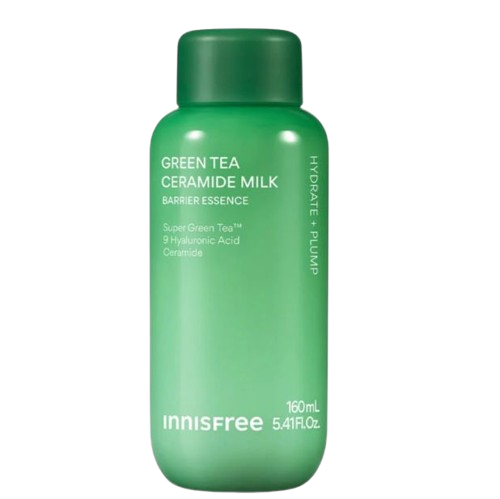 GREEN TEA
CERAMIDE MILK
BARRIER ESSENCE
Super Green Tea™
9 Hyaluronic Acid
Ceramide
HYDRATE + PLUMP
160mL
innisfree 5.41Fl.Oz.